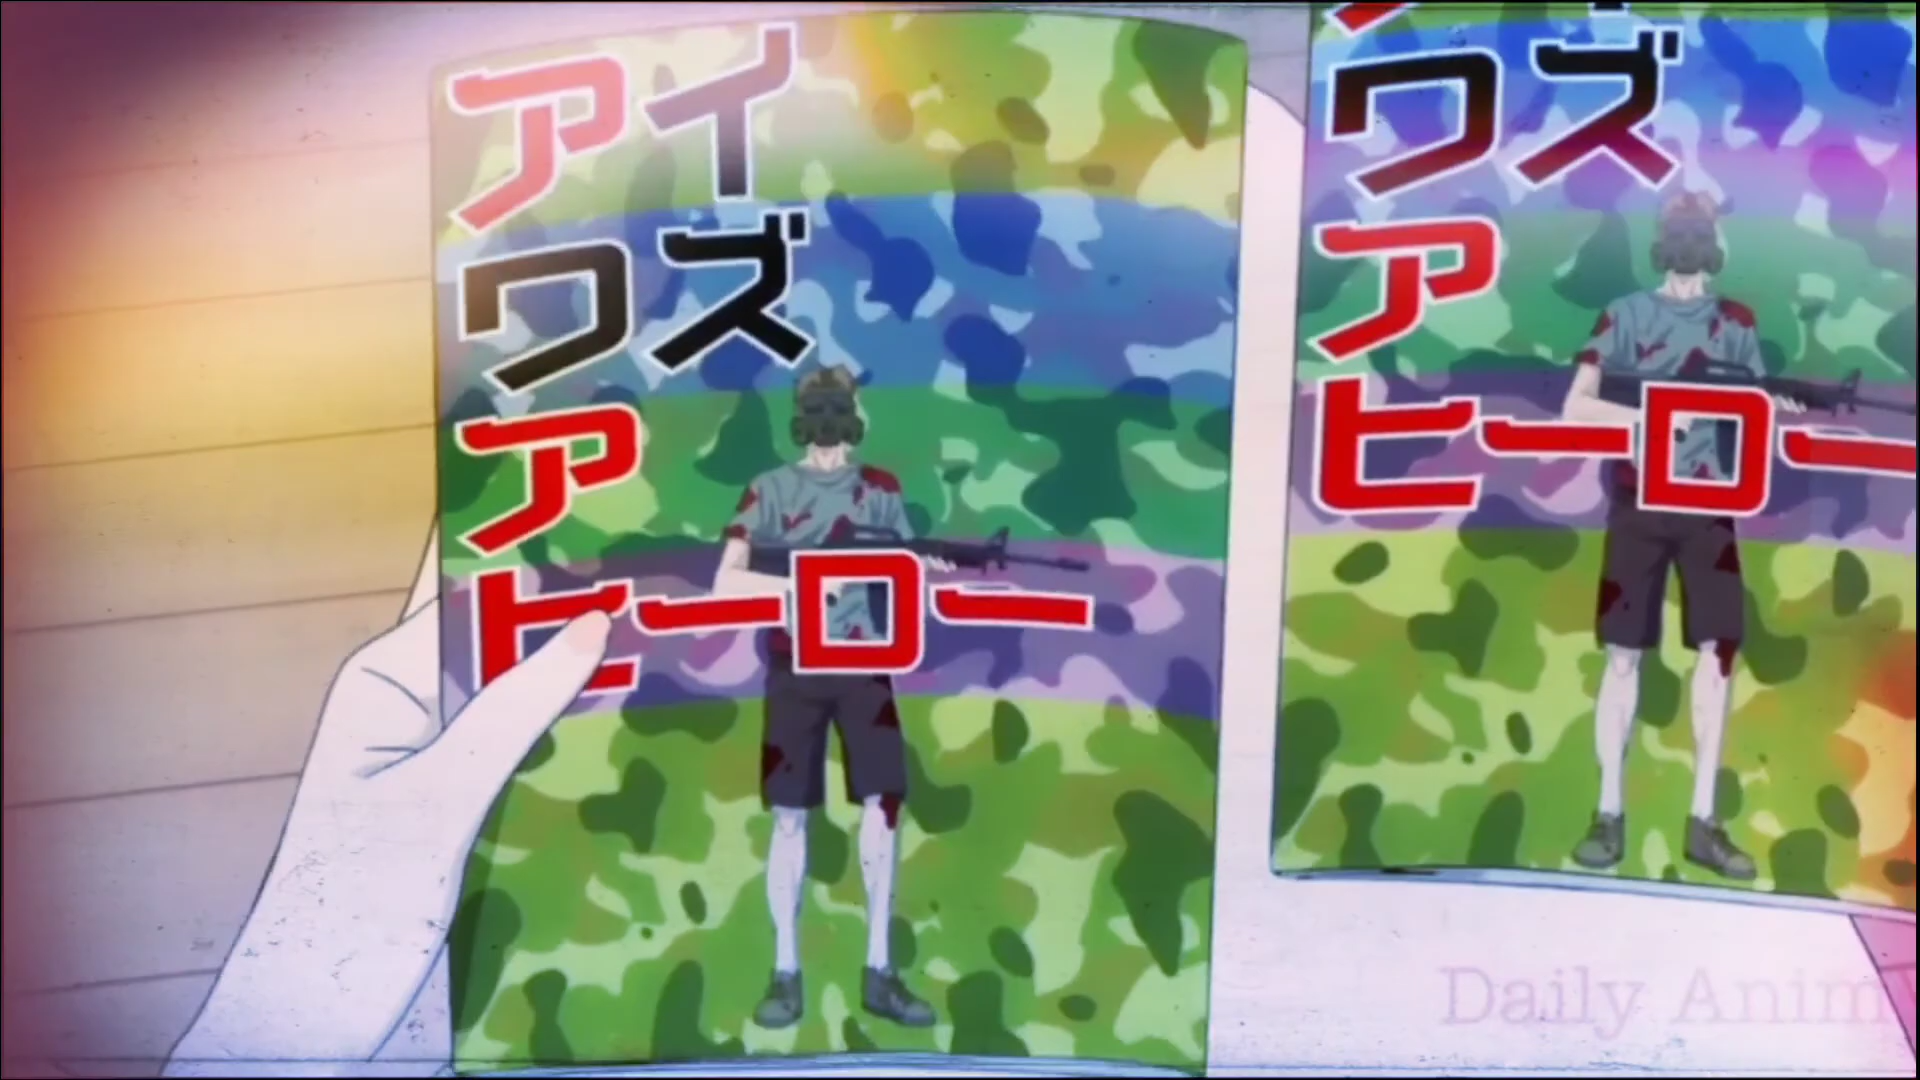 アイ
ワズ
ア
ヒーロー
ワズ
ア
ヒーロー
Daily Anim